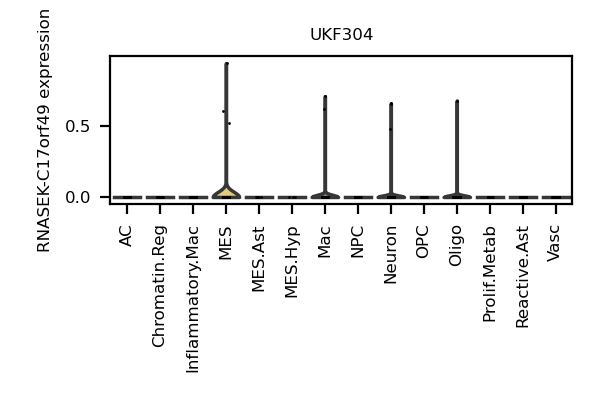 UKF304
RNASEK-C17orf49 expression
0.5
0.0
AC
Chromatin.Reg
Inflammatory.Mac
MES
MES.Ast
MES.Hyp
Mac
NPC
Neuron
OPC
Oligo
Prolif.Metab
Reactive.Ast
Vasc